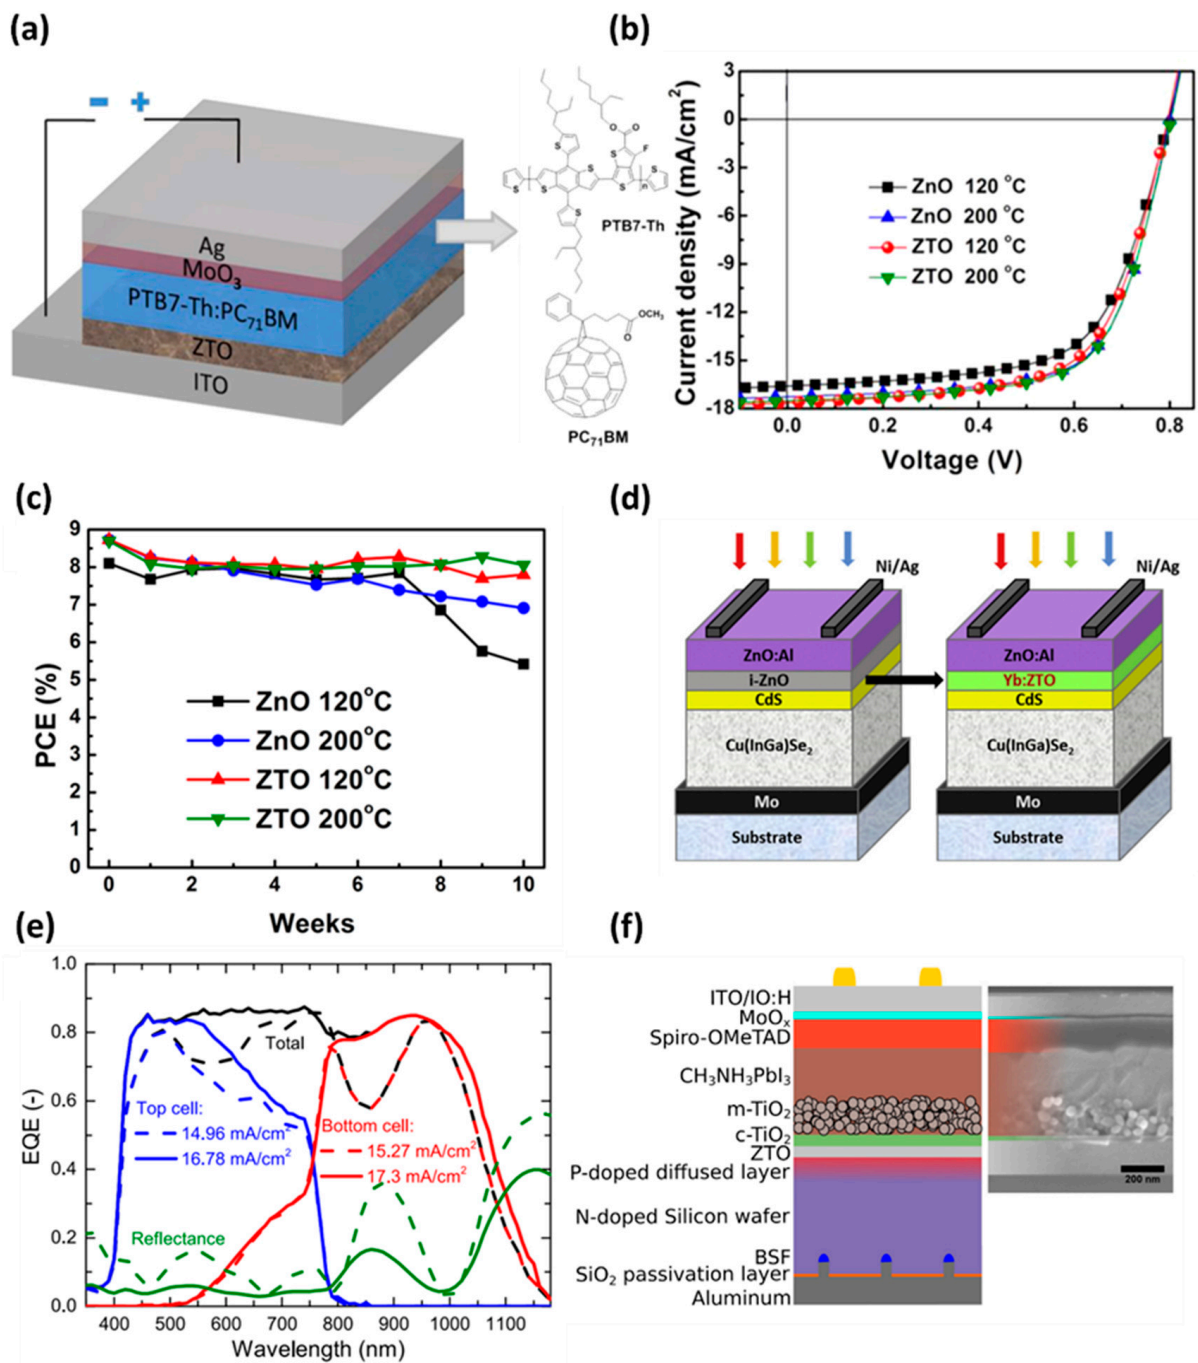 (a)
− +
Ag
MoO₃
PTB7-Th:PC₇₁BM
ZTO
ITO
S
S
S
S
S
S
S
S
O
O
F
n
PTB7-Th
O
OCH₃
PC₇₁BM
(b)
Current density (mA/cm²)
3
0
-3
-6
-9
-12
-15
-18
ZnO 120 °C
ZnO 200 °C
ZTO 120 °C
ZTO 200 °C
0.0 0.2 0.4 0.6 0.8
Voltage (V)
(c)
PCE (%)
9
8
7
6
5
4
3
2
1
0
ZnO 120°C
ZnO 200°C
ZTO 120°C
ZTO 200°C
0 2 4 6 8 10
Weeks
(d)
Ni/Ag
ZnO:Al
i-ZnO
CdS
Cu(InGa)Se₂
Mo
Substrate
Ni/Ag
ZnO:Al
Yb:ZTO
CdS
Cu(InGa)Se₂
Mo
Substrate
(e)
EQE (-)
1.0
0.8
0.6
0.4
0.2
0.0
Total
Top cell:
14.96 mA/cm²
16.78 mA/cm²
Bottom cell:
15.27 mA/cm²
17.3 mA/cm²
Reflectance
400 500 600 700 800 900 1000 1100
Wavelength (nm)
(f)
ITO/IO:H
MoOₓ
Spiro-OMeTAD
CH₃NH₃PbI₃
m-TiO₂
c-TiO₂
ZTO
P-doped diffused layer
N-doped Silicon wafer
BSF
SiO₂ passivation layer
Aluminum
200 nm